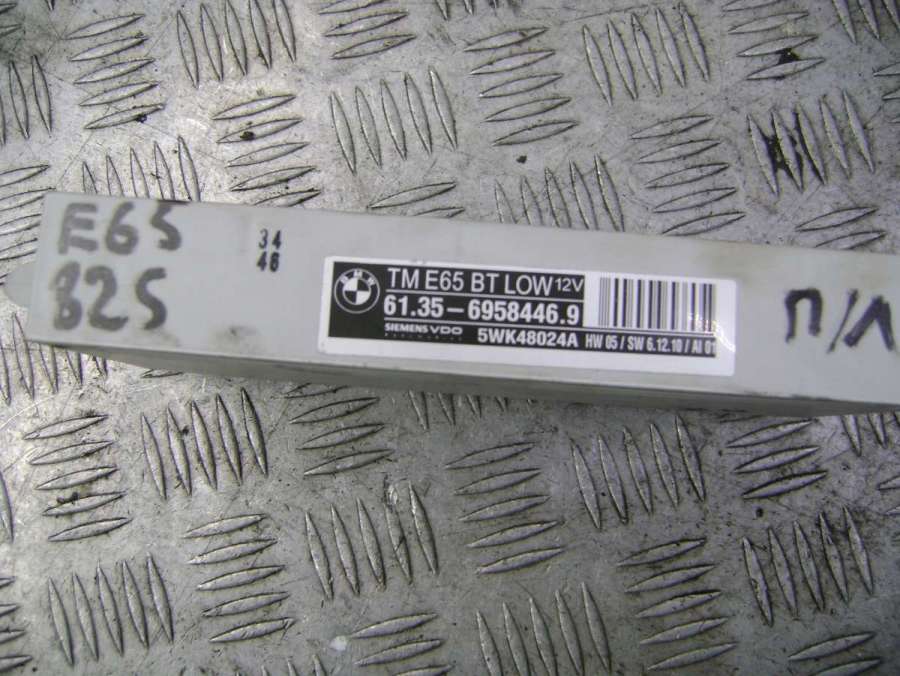 E65
825
34
46
BMW
TM E65 BT LOW 12V
61.35-6958446.9
SIEMENS VDO
5WK48024A HW 05 / SW 6.12.10 / AI 01
П/Л